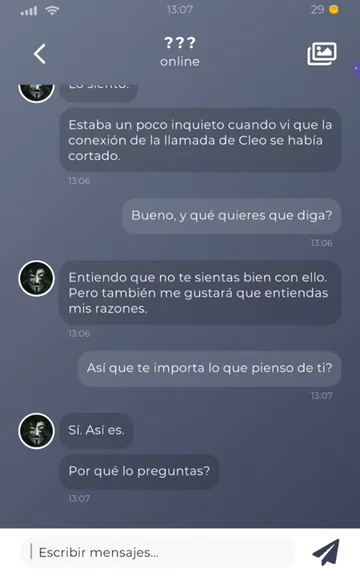 13:07
29
???
online
Lo siento.
Estaba un poco inquieto cuando vi que la
conexión de la llamada de Cleo se había
cortado.
13:06
Bueno, y qué quieres que diga?
13:06
Entiendo que no te sientas bien con ello.
Pero también me gustará que entiendas
mis razones.
13:06
Así que te importa lo que pienso de ti?
13:07
Sí. Así es.
Por qué lo preguntas?
13:07
Escribir mensajes...